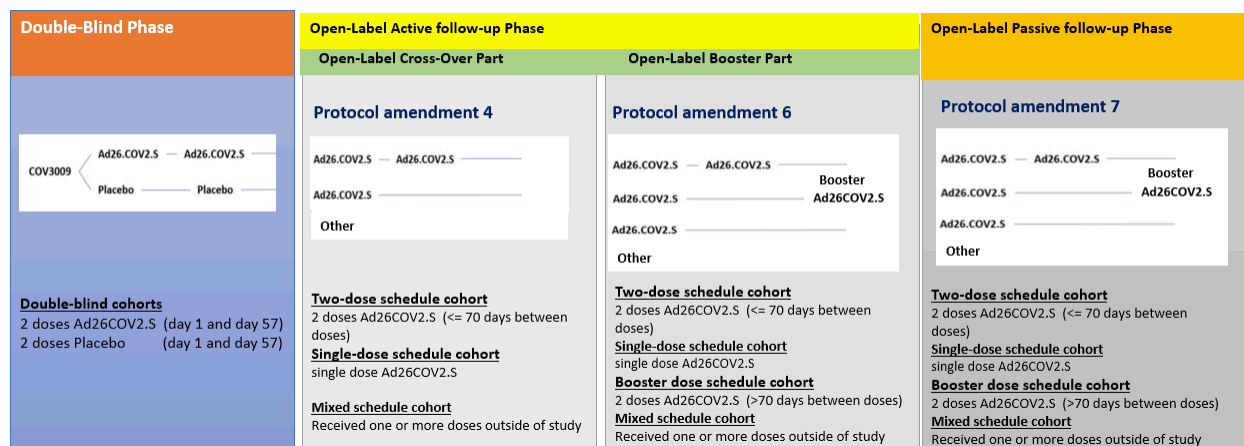 Double-Blind Phase
COV3009
Ad26.COV2.S
Ad26.COV2.S
Placebo
Placebo
Double-blind cohorts
2 doses Ad26COV2.S (day 1 and day 57)
2 doses Placebo (day 1 and day 57)
Open-Label Active follow-up Phase
Open-Label Cross-Over Part
Protocol amendment 4
Ad26.COV2.S
Ad26.COV2.S
Ad26.COV2.S
Other
Two-dose schedule cohort
2 doses Ad26COV2.S (<= 70 days between
doses)
Single-dose schedule cohort
single dose Ad26COV2.S
Mixed schedule cohort
Received one or more doses outside of study
Open-Label Booster Part
Protocol amendment 6
Ad26.COV2.S
Ad26.COV2.S
Booster
Ad26.COV2.S
Ad26COV2.S
Ad26.COV2.S
Other
Two-dose schedule cohort
2 doses Ad26COV2.S (<= 70 days between
doses)
Single-dose schedule cohort
single dose Ad26COV2.S
Booster dose schedule cohort
2 doses Ad26COV2.S (>70 days between doses)
Mixed schedule cohort
Received one or more doses outside of study
Open-Label Passive follow-up Phase
Protocol amendment 7
Ad26.COV2.S
Ad26.COV2.S
Booster
Ad26.COV2.S
Ad26COV2.S
Ad26.COV2.S
Other
Two-dose schedule cohort
2 doses Ad26COV2.S (<= 70 days between
doses)
Single-dose schedule cohort
single dose Ad26COV2.S
Booster dose schedule cohort
2 doses Ad26COV2.S (>70 days between doses)
Mixed schedule cohort
Received one or more doses outside of study